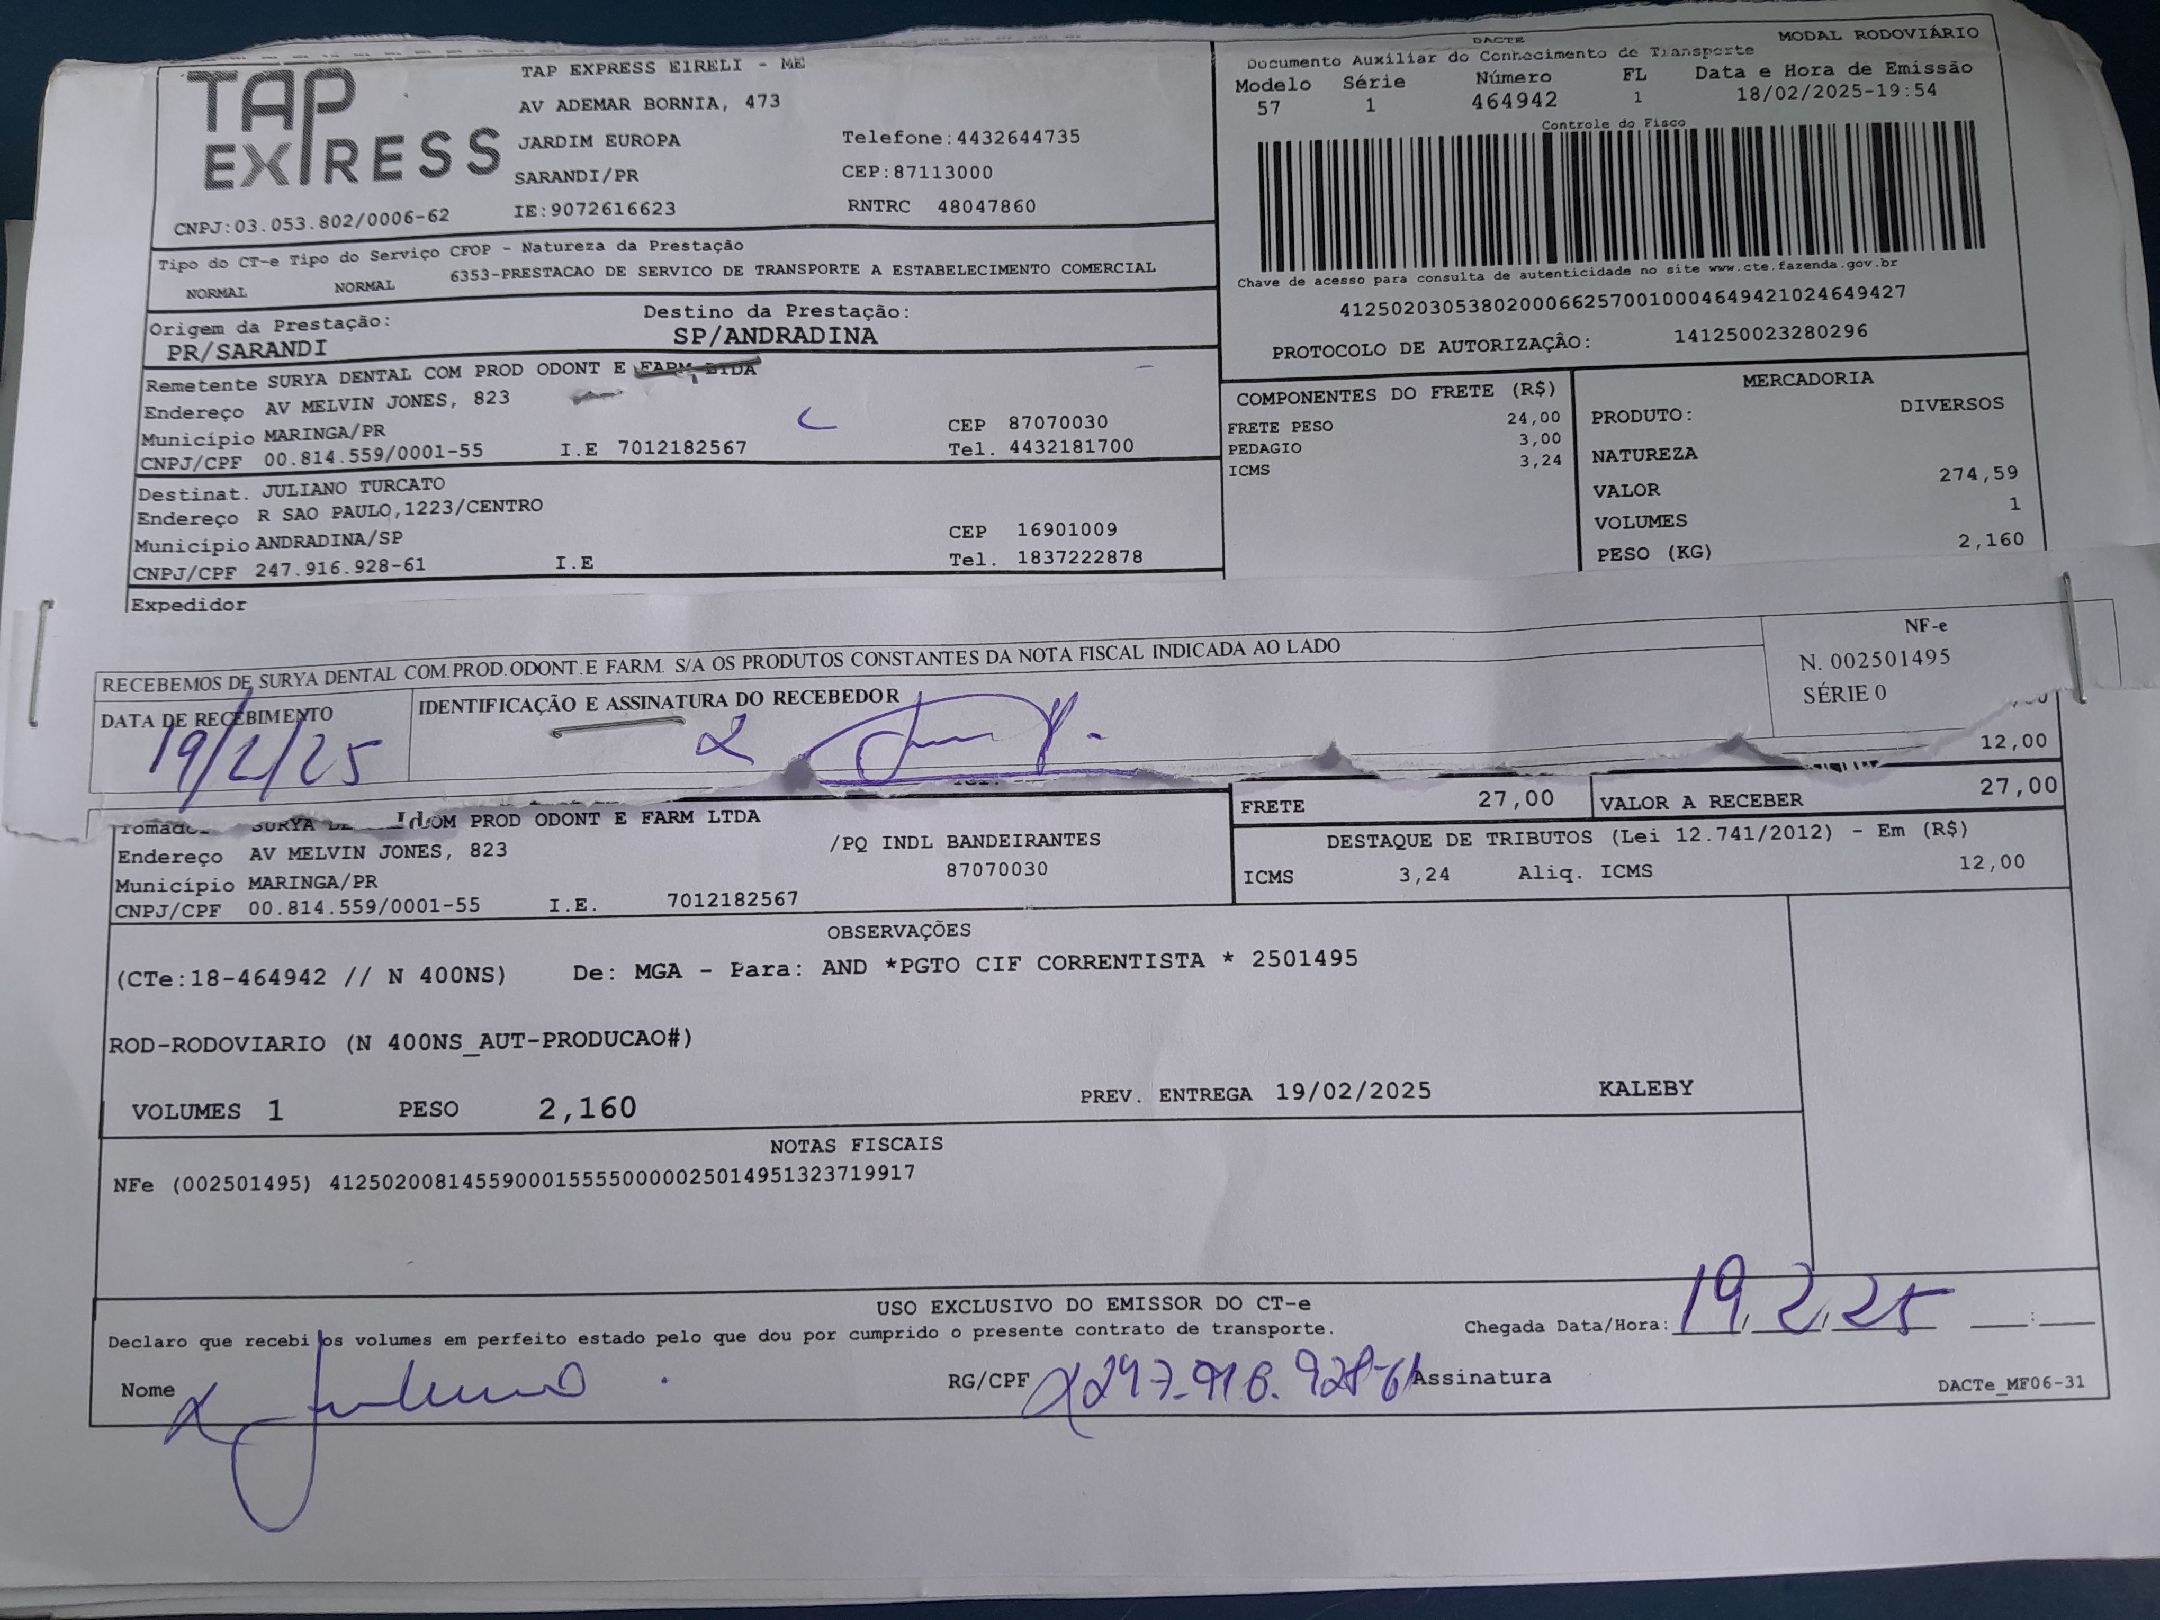 TAP EXPRESS
TAP EXPRESS EIRELI - ME
AV ADEMAR BORNIA, 473
JARDIM EUROPA
Telefone:4432644735
SARANDI/PR
CEP:87113000
CNPJ:03.053.802/0006-62
IE:9072616623
RNTRC 48047860
DACTE
MODAL RODOVIÁRIO
Documento Auxiliar do Conhecimento de Transporte
Modelo Série Número FL Data e Hora de Emissão
57 1 464942 1 18/02/2025-19:54
Controle do Fisco
Chave de acesso para consulta de autenticidade no site www.cte.fazenda.gov.br
41250203053802000662570010004649421024649427
PROTOCOLO DE AUTORIZAÇÃO: 141250023280296
Tipo do CT-e Tipo do Serviço CFOP - Natureza da Prestação
NORMAL NORMAL 6353-PRESTACAO DE SERVICO DE TRANSPORTE A ESTABELECIMENTO COMERCIAL
Origem da Prestação: Destino da Prestação:
PR/SARANDI SP/ANDRADINA
Remetente SURYA DENTAL COM PROD ODONT E FARM LTDA
Endereço AV MELVIN JONES, 823
Município MARINGA/PR CEP 87070030
CNPJ/CPF 00.814.559/0001-55 I.E 7012182567 Tel. 4432181700
Destinat. JULIANO TURCATO
Endereço R SAO PAULO,1223/CENTRO
Município ANDRADINA/SP CEP 16901009
CNPJ/CPF 247.916.928-61 I.E Tel. 1837222878
Expedidor
COMPONENTES DO FRETE (R$)
FRETE PESO 24,00
PEDAGIO 3,00
ICMS 3,24
MERCADORIA
PRODUTO: DIVERSOS
NATUREZA
VALOR 274,59
VOLUMES 1
PESO (KG) 2,160
RECEBEMOS DE SURYA DENTAL COM.PROD.ODONT.E FARM. S/A OS PRODUTOS CONSTANTES DA NOTA FISCAL INDICADA AO LADO
NF-e
N. 002501495
SÉRIE 0
DATA DE RECEBIMENTO
IDENTIFICAÇÃO E ASSINATURA DO RECEBEDOR
19/2/25
12,00
FRETE 27,00 VALOR A RECEBER 27,00
COM PROD ODONT E FARM LTDA
Endereço AV MELVIN JONES, 823 /PQ INDL BANDEIRANTES
Município MARINGA/PR 87070030
CNPJ/CPF 00.814.559/0001-55 I.E. 7012182567
DESTAQUE DE TRIBUTOS (Lei 12.741/2012) - Em (R$)
ICMS 3,24 Aliq. ICMS 12,00
OBSERVAÇÕES
(CTe:18-464942 // N 400NS) De: MGA - Para: AND *PGTO CIF CORRENTISTA * 2501495
ROD-RODOVIARIO (N 400NS_AUT-PRODUCAO#)
VOLUMES 1 PESO 2,160 PREV. ENTREGA 19/02/2025 KALEBY
NOTAS FISCAIS
NFe (002501495) 41250200814559000155550000025014951323719917
USO EXCLUSIVO DO EMISSOR DO CT-e
Declaro que recebi os volumes em perfeito estado pelo que dou por cumprido o presente contrato de transporte.
Chegada Data/Hora: 19/2/25 :
Nome Juliano RG/CPF 247.916.928-61 Assinatura
DACTe_MF06-31